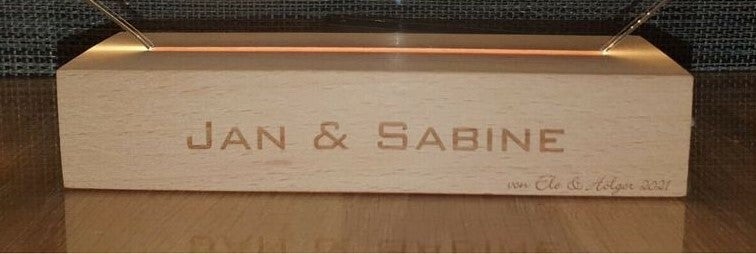 JAN & SABINE
von Elo & Holger 2021